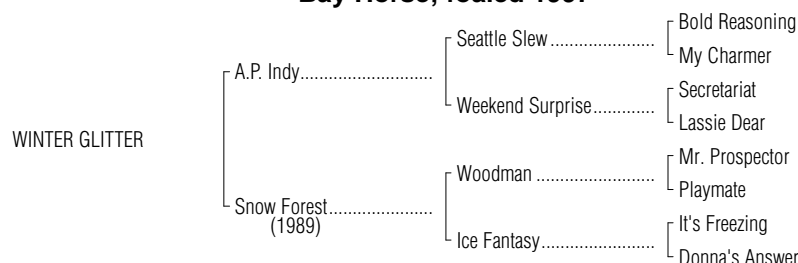 Bay Horse; foaled 1997
Bold Reasoning
Seattle Slew
My Charmer
A.P. Indy
Secretariat
Weekend Surprise
Lassie Dear
WINTER GLITTER
Mr. Prospector
Woodman
Playmate
Snow Forest
(1989)
It's Freezing
Ice Fantasy
Donna's Answer